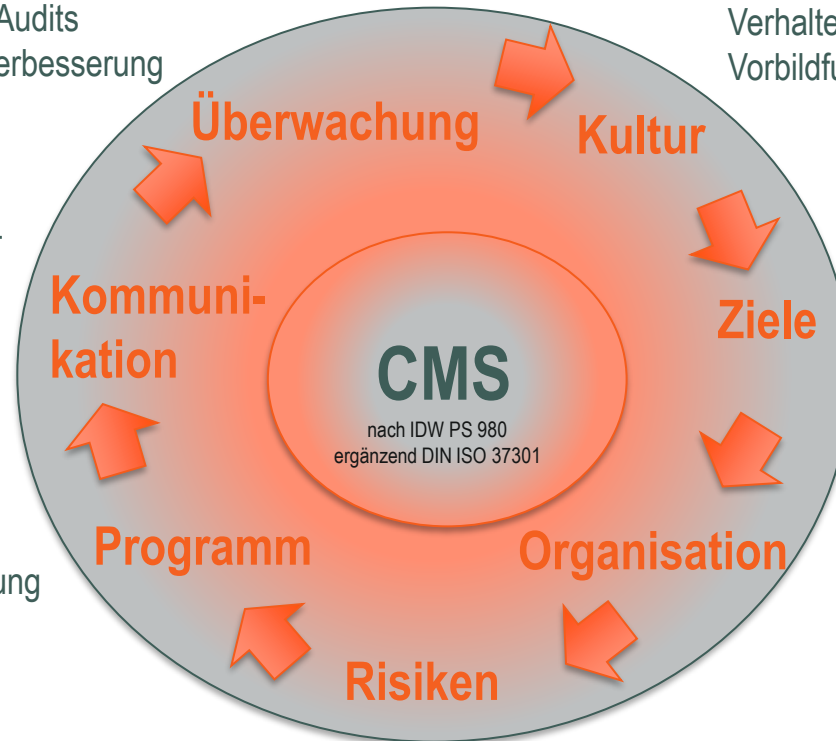 Audits
erbesserung
Verhalte
Vorbildfu
Überwachung
Kultur
Kommuni-
kation
Ziele
CMS
nach IDW PS 980
ergänzend DIN ISO 37301
Programm
Organisation
ung
Risiken